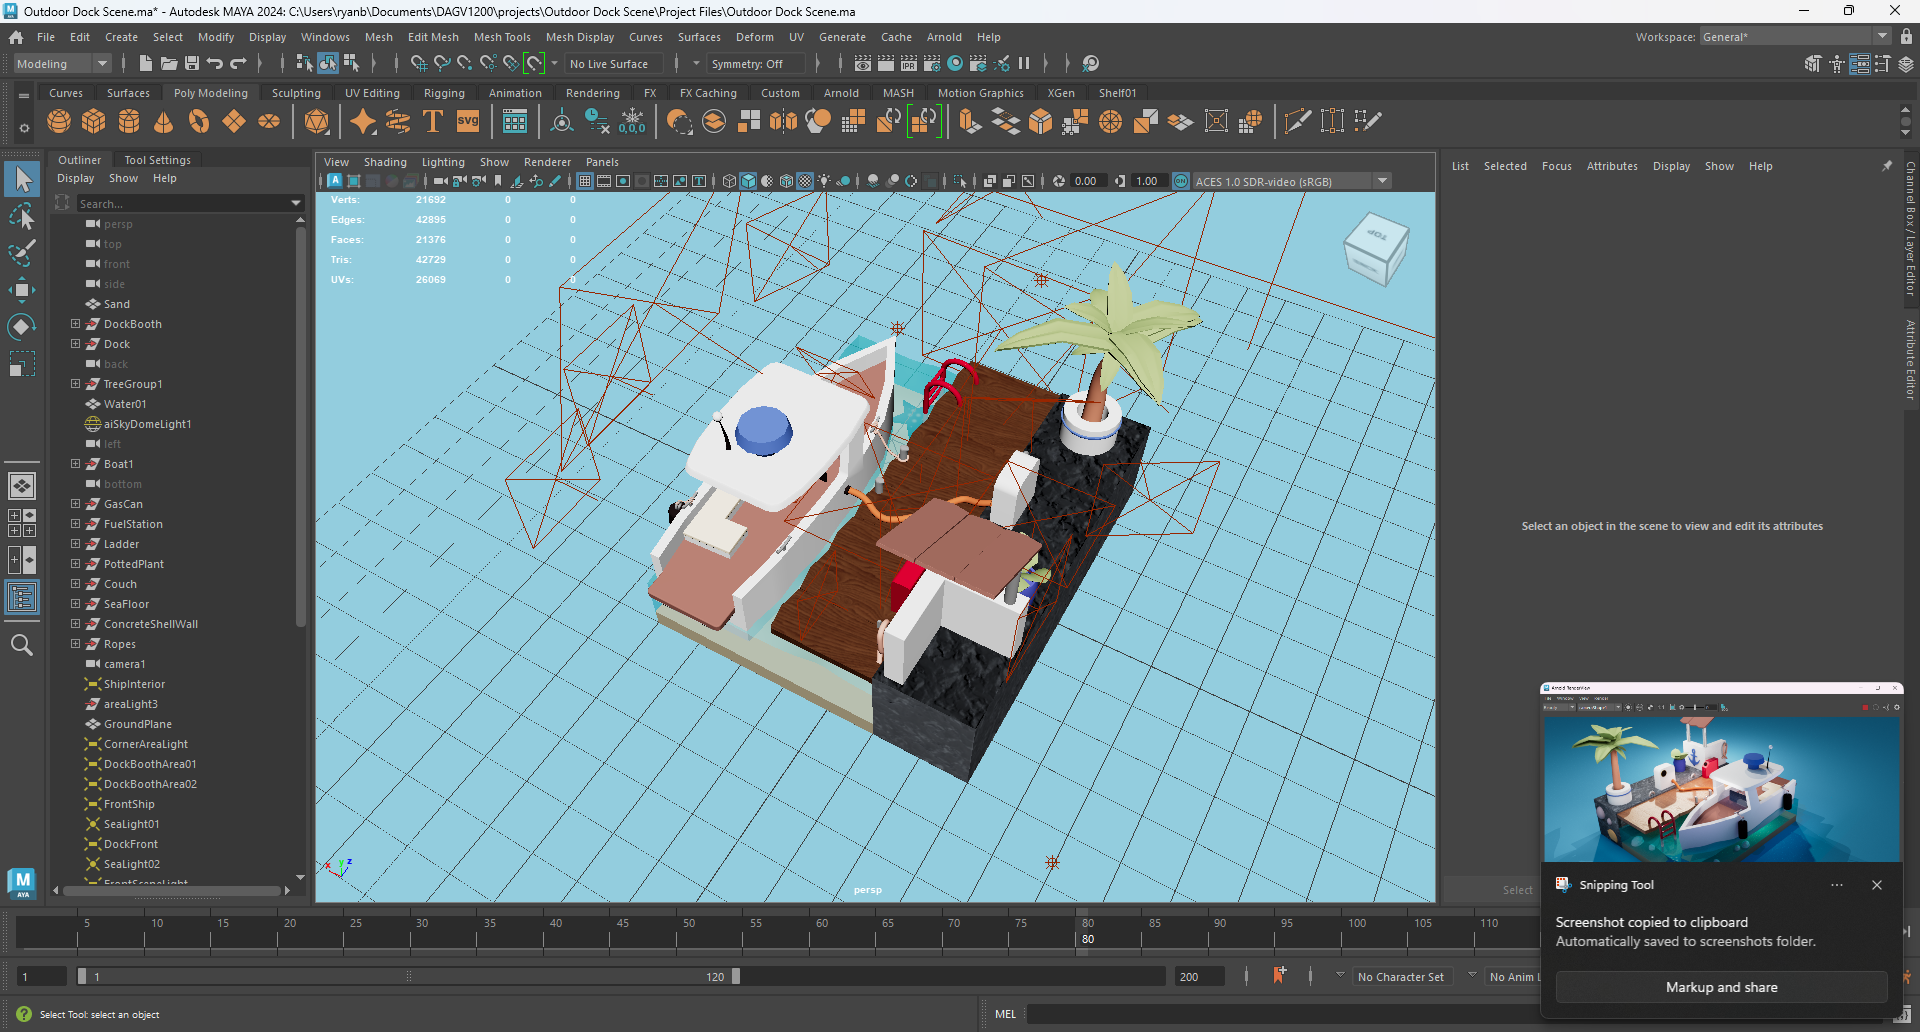 Outdoor Dock Scene.ma* - Autodesk MAYA 2024: C:\Users\ryanb\Documents\DAGV1200\projects\Outdoor Dock Scene\Project Files\Outdoor Dock Scene.ma
File Edit Create Select Modify Display Windows Mesh Edit Mesh Mesh Tools Mesh Display Curves Surfaces Deform UV Generate Cache Arnold Help
Workspace: General*
Modeling No Live Surface Symmetry: Off
Curves Surfaces Poly Modeling Sculpting UV Editing Rigging Animation Rendering FX FX Caching Custom Arnold MASH Motion Graphics XGen Shelf01
T svg 0,0,0
Outliner Tool Settings
Display Show Help
Search...
persp
top
front
side
Sand
DockBooth
Dock
back
TreeGroup1
Water01
aiSkyDomeLight1
left
Boat1
bottom
GasCan
FuelStation
Ladder
PottedPlant
Couch
SeaFloor
ConcreteShellWall
Ropes
camera1
ShipInterior
areaLight3
GroundPlane
CornerAreaLight
DockBoothArea01
DockBoothArea02
FrontShip
SeaLight01
DockFront
SeaLight02
FrontSceneLight
View Shading Lighting Show Renderer Panels
0.00 1.00 ACES 1.0 SDR-video (sRGB)
Verts: 21692 0 0
Edges: 42895 0 0
Faces: 21376 0 0
Tris: 42729 0 0
UVs: 26069 0 0
TOP
persp
x y z
List Selected Focus Attributes Display Show Help
Select an object in the scene to view and edit its attributes
Channel Box / Layer Editor
Attribute Editor
Select
M
AYA
Arnold RenderView
Snipping Tool
Screenshot copied to clipboard
Automatically saved to screenshots folder.
Markup and share
5 10 15 20 25 30 35 40 45 50 55 60 65 70 75 80 85 90 95 100 105 110
80
1 1 120 200 No Character Set No Anim
Select Tool: select an object
MEL